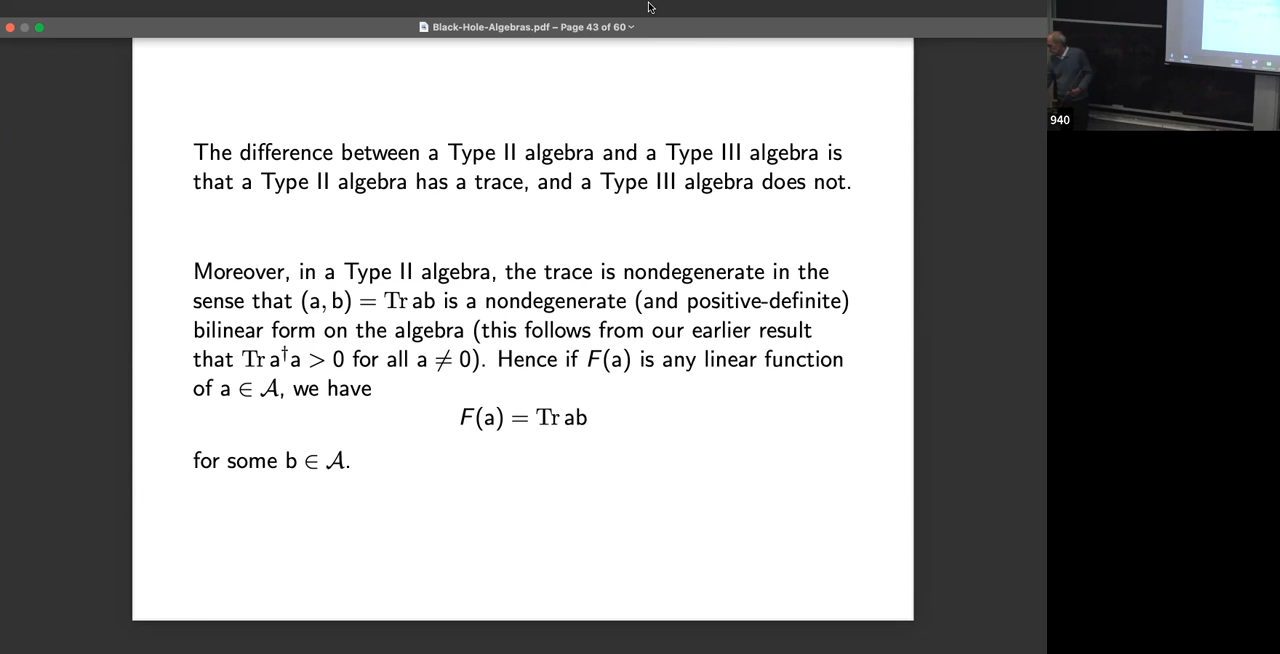 Black-Hole-Algebras.pdf – Page 43 of 60
The difference between a Type II algebra and a Type III algebra is
that a Type II algebra has a trace, and a Type III algebra does not.
Moreover, in a Type II algebra, the trace is nondegenerate in the
sense that (a, b) = Tr ab is a nondegenerate (and positive-definite)
bilinear form on the algebra (this follows from our earlier result
that Tr a†a > 0 for all a ≠ 0). Hence if F(a) is any linear function
of a ∈ 𝒜, we have
F(a) = Tr ab
for some b ∈ 𝒜.
940